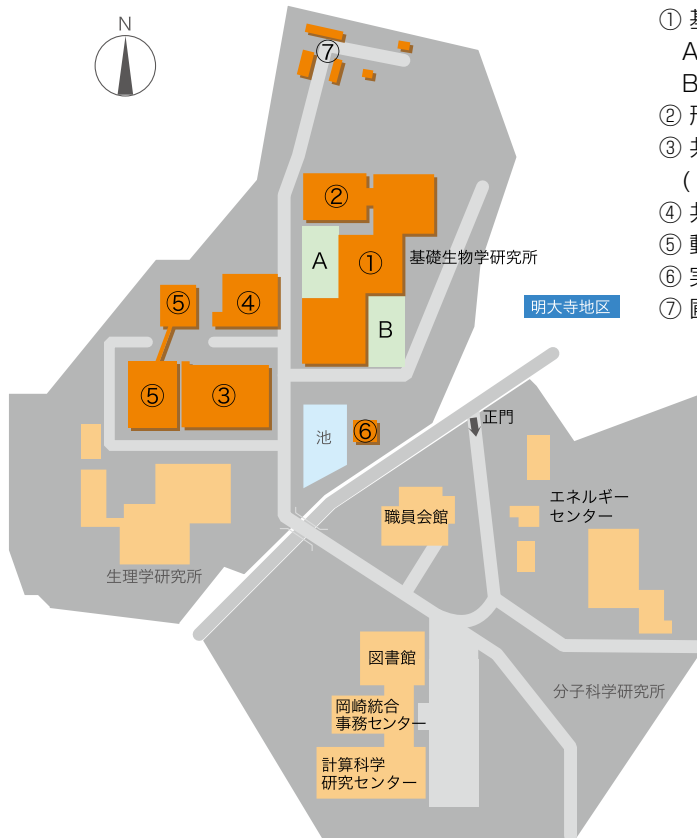 N
⑦
②
A
①
基礎生物学研究所
⑤
④
B
明大寺地区
⑤
③
池
⑥
正門
職員会館
エネルギー
センター
生理学研究所
図書館
分子科学研究所
岡崎統合
事務センター
計算科学
研究センター
①
A
B
②
③
(
④
⑤
⑥
⑦